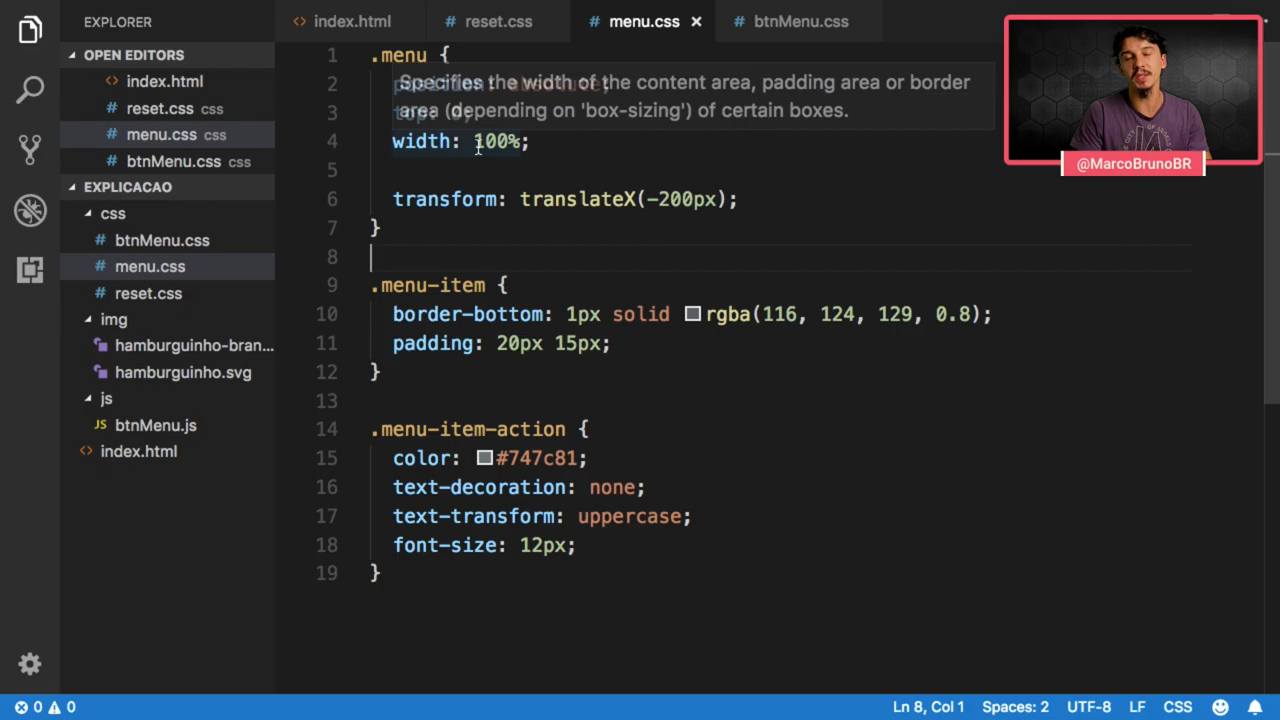 EXPLORER
index.html
reset.css
menu.css
btnMenu.css
OPEN EDITORS
index.html
reset.css css
menu.css css
btnMenu.css css
EXPLICACAO
css
btnMenu.css
menu.css
reset.css
img
hamburguinho-bran...
hamburguinho.svg
js
JS btnMenu.js
index.html
1 .menu {
2 position: absolute;
Specifies the width of the content area, padding area or border
3 top: 0;
area (depending on 'box-sizing') of certain boxes.
4 width: 100%;
5
6 transform: translateX(-200px);
7 }
8
9 .menu-item {
10 border-bottom: 1px solid rgba(116, 124, 129, 0.8);
11 padding: 20px 15px;
12 }
13
14 .menu-item-action {
15 color: #747c81;
16 text-decoration: none;
17 text-transform: uppercase;
18 font-size: 12px;
19 }
@MarcoBrunoBR
0 0
Ln 8, Col 1
Spaces: 2
UTF-8
LF
CSS